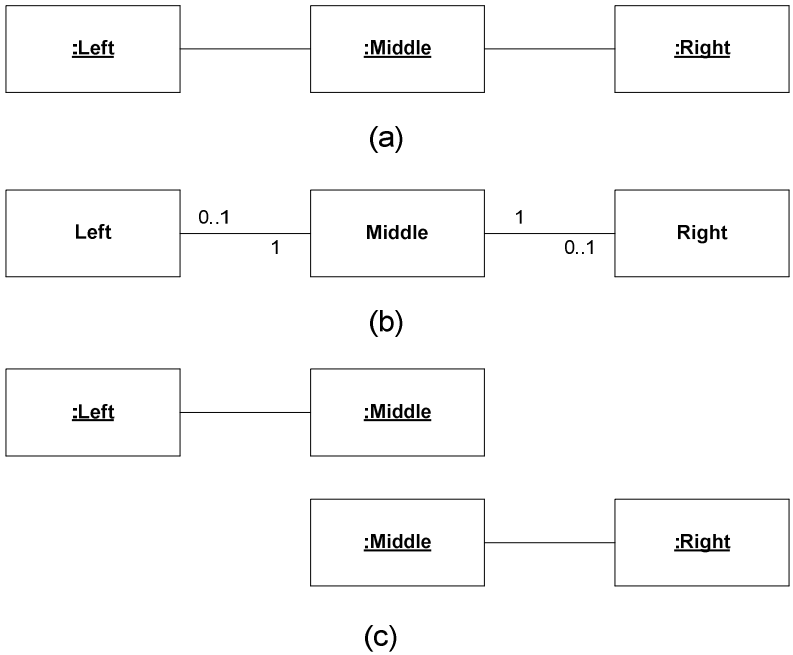 :Left :Middle :Right
(a)
0..1 1
Left Middle Right
1 0..1
(b)
:Left :Middle
:Middle :Right
(c)